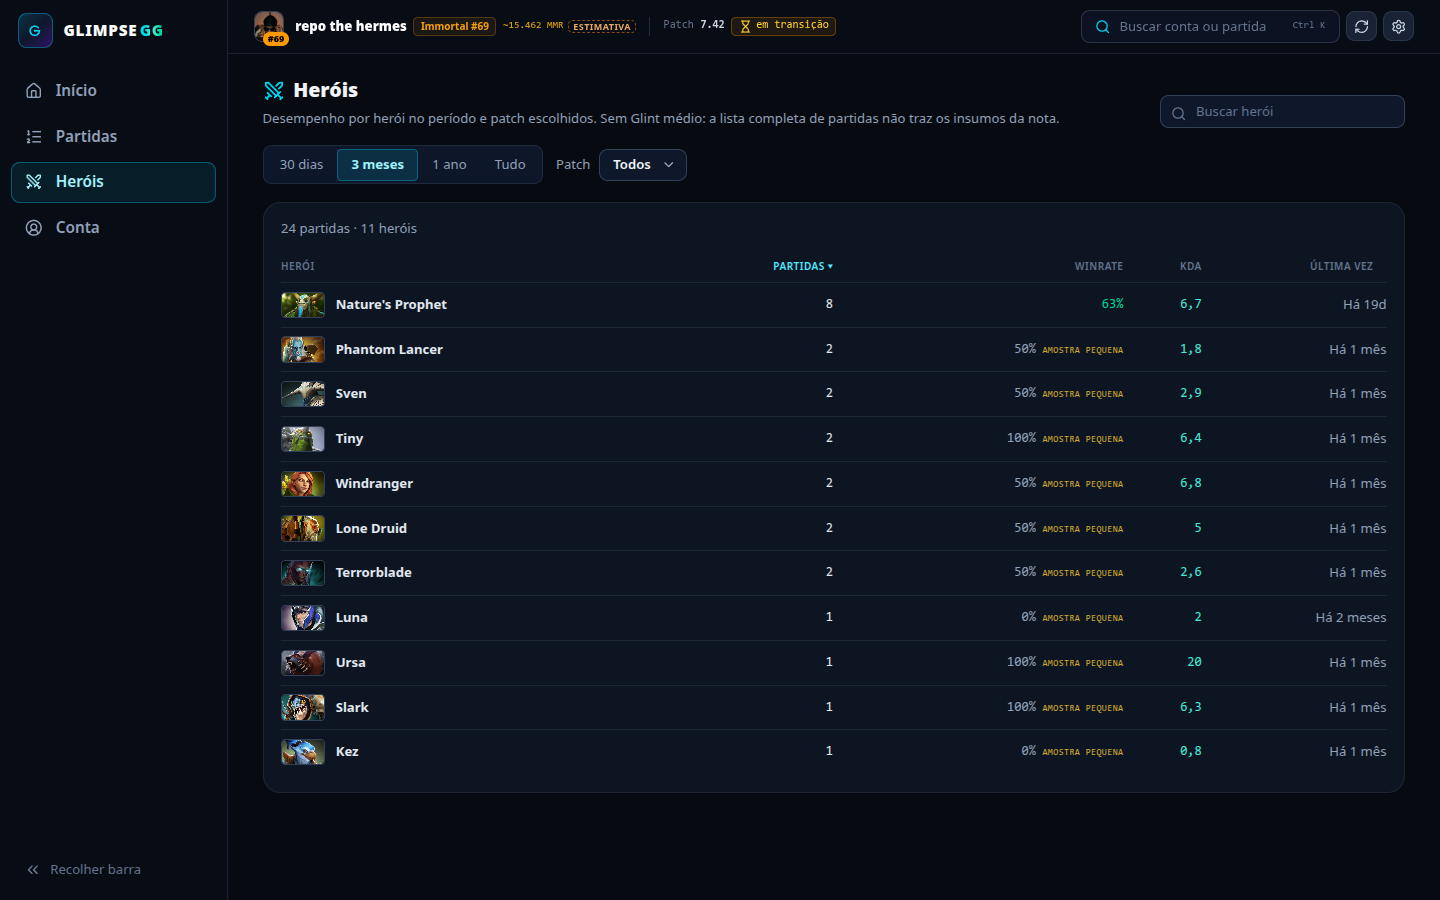 G GLIMPSE GG
Início
Partidas
Heróis
Conta
Recolher barra
#69
repo the hermes Immortal #69 ~15.462 MMR ESTIMATIVA Patch 7.42 em transição
Buscar conta ou partida Ctrl K
Heróis
Desempenho por herói no período e patch escolhidos. Sem Glint médio: a lista completa de partidas não traz os insumos da nota.
Buscar herói
30 dias 3 meses 1 ano Tudo Patch Todos
24 partidas · 11 heróis
HERÓI PARTIDAS ▾ WINRATE KDA ÚLTIMA VEZ
Nature's Prophet 8 63% 6,7 Há 19d
Phantom Lancer 2 50% AMOSTRA PEQUENA 1,8 Há 1 mês
Sven 2 50% AMOSTRA PEQUENA 2,9 Há 1 mês
Tiny 2 100% AMOSTRA PEQUENA 6,4 Há 1 mês
Windranger 2 50% AMOSTRA PEQUENA 6,8 Há 1 mês
Lone Druid 2 50% AMOSTRA PEQUENA 5 Há 1 mês
Terrorblade 2 50% AMOSTRA PEQUENA 2,6 Há 1 mês
Luna 1 0% AMOSTRA PEQUENA 2 Há 2 meses
Ursa 1 100% AMOSTRA PEQUENA 20 Há 1 mês
Slark 1 100% AMOSTRA PEQUENA 6,3 Há 1 mês
Kez 1 0% AMOSTRA PEQUENA 0,8 Há 1 mês